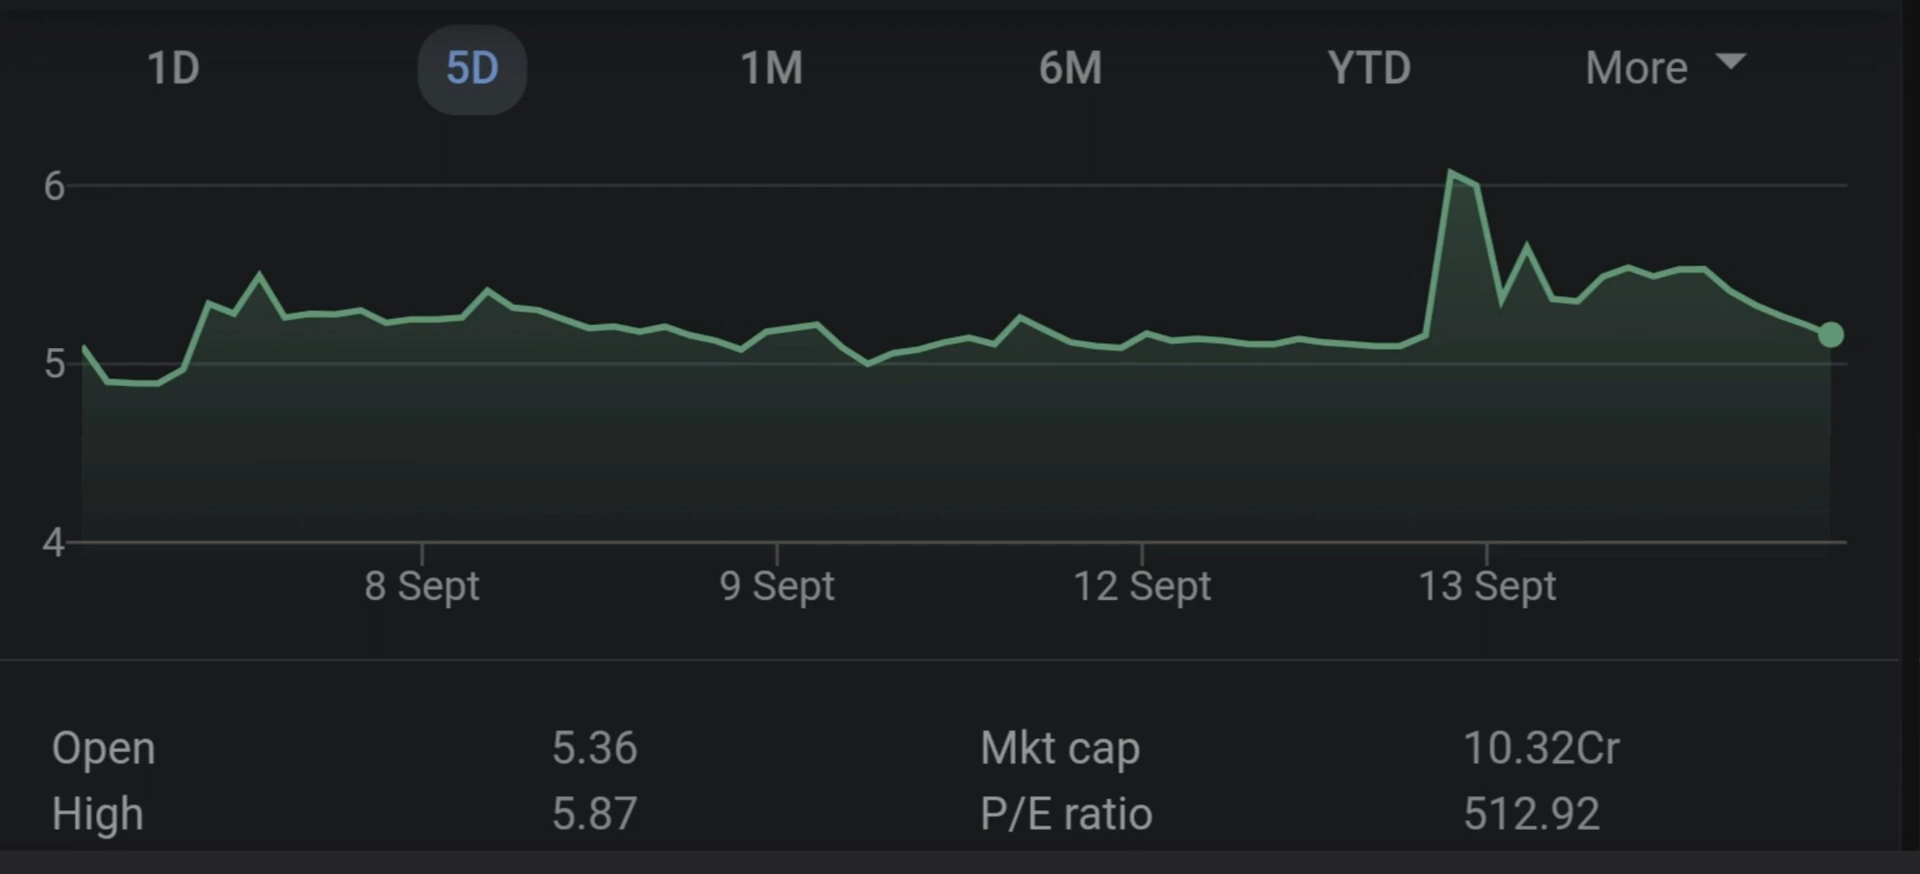 1D 5D 1M 6M YTD More
6
5
4
8 Sept 9 Sept 12 Sept 13 Sept
Open 5.36 Mkt cap 10.32Cr
High 5.87 P/E ratio 512.92